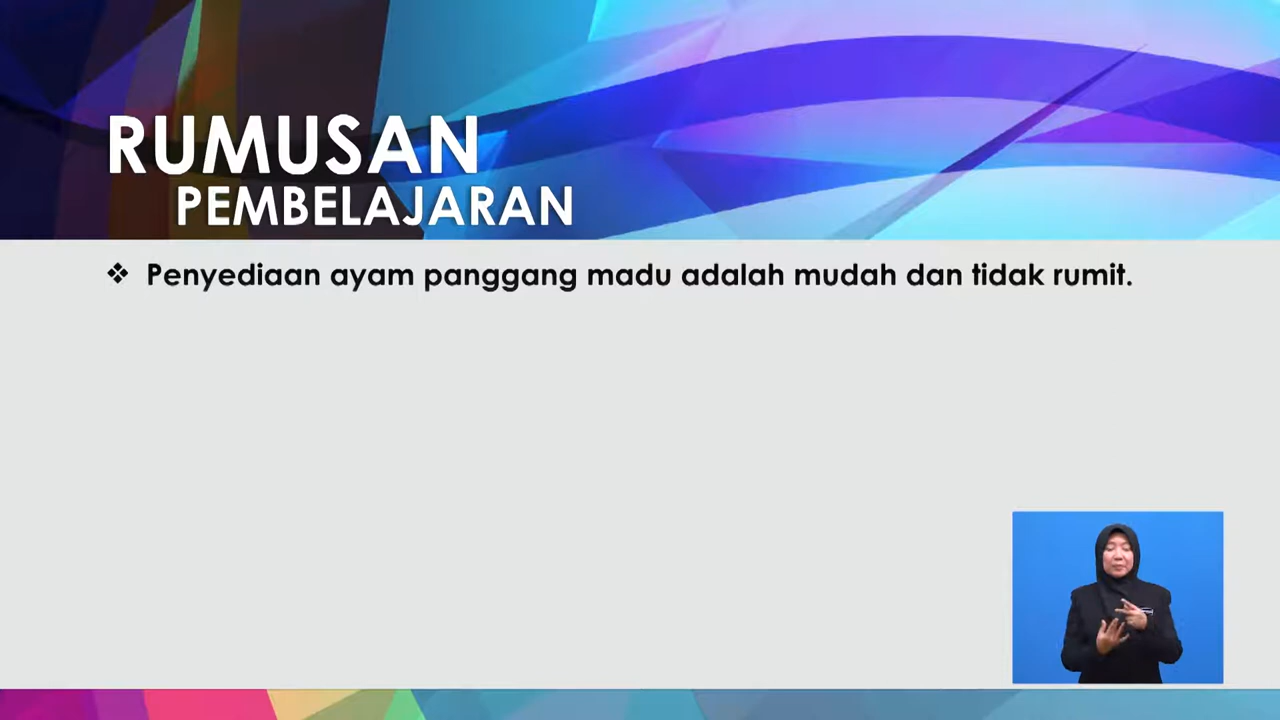 RUMUSAN
PEMBELAJARAN
❖ Penyediaan ayam panggang madu adalah mudah dan tidak rumit.